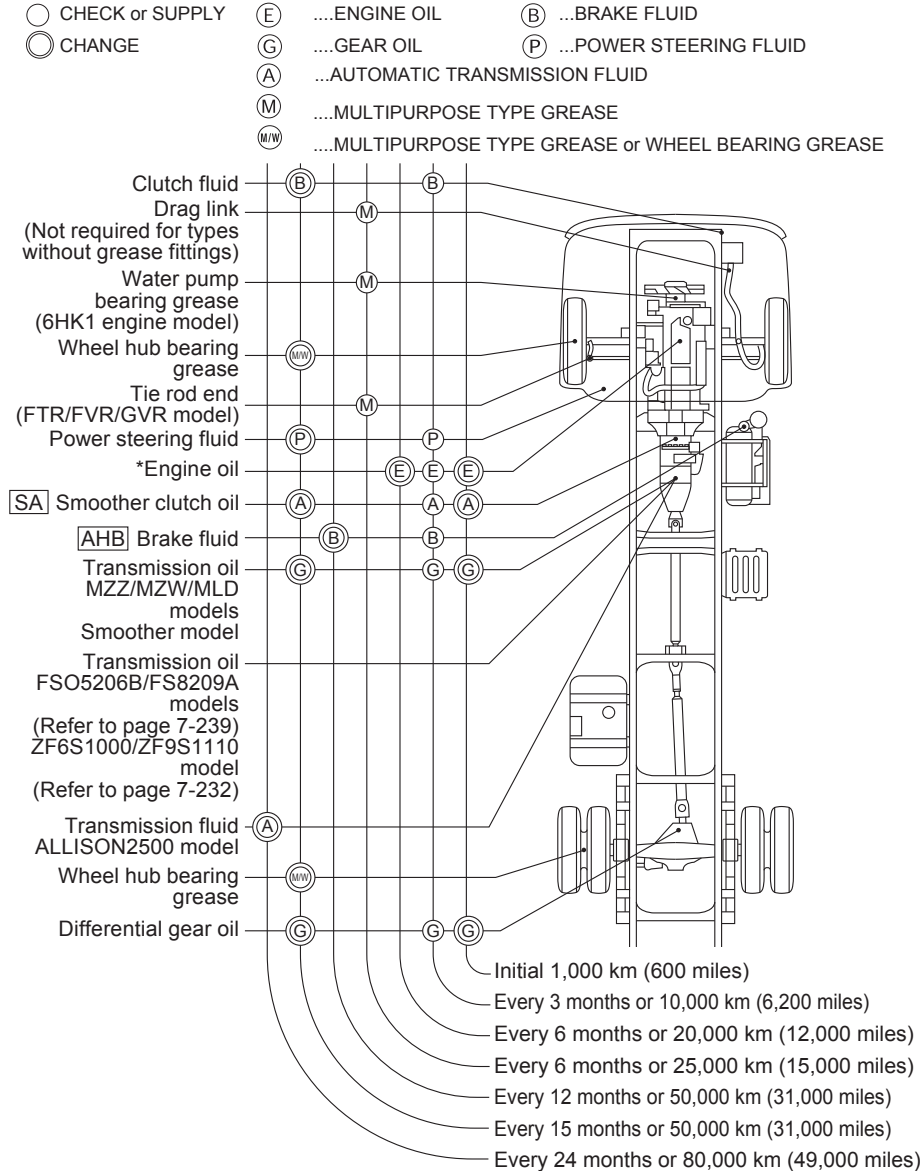 CHECK or SUPPLY
E ....ENGINE OIL
B ...BRAKE FLUID
CHANGE
G ....GEAR OIL
P ...POWER STEERING FLUID
A ...AUTOMATIC TRANSMISSION FLUID
M ....MULTIPURPOSE TYPE GREASE
M/W ....MULTIPURPOSE TYPE GREASE or WHEEL BEARING GREASE
Clutch fluid B B
Drag link M
(Not required for types
without grease fittings)
Water pump M
bearing grease
(6HK1 engine model)
Wheel hub bearing M/W
grease
Tie rod end
(FTR/FVR/GVR model) M
Power steering fluid P P
*Engine oil E E E
SA Smoother clutch oil A A A
AHB Brake fluid B B
Transmission oil G G G
MZZ/MZW/MLD
models
Smoother model
Transmission oil
FSO5206B/FS8209A
models
(Refer to page 7-239)
ZF6S1000/ZF9S1110
model
(Refer to page 7-232)
Transmission fluid A
ALLISON2500 model
Wheel hub bearing M/W
grease
Differential gear oil G G G
Initial 1,000 km (600 miles)
Every 3 months or 10,000 km (6,200 miles)
Every 6 months or 20,000 km (12,000 miles)
Every 6 months or 25,000 km (15,000 miles)
Every 12 months or 50,000 km (31,000 miles)
Every 15 months or 50,000 km (31,000 miles)
Every 24 months or 80,000 km (49,000 miles)